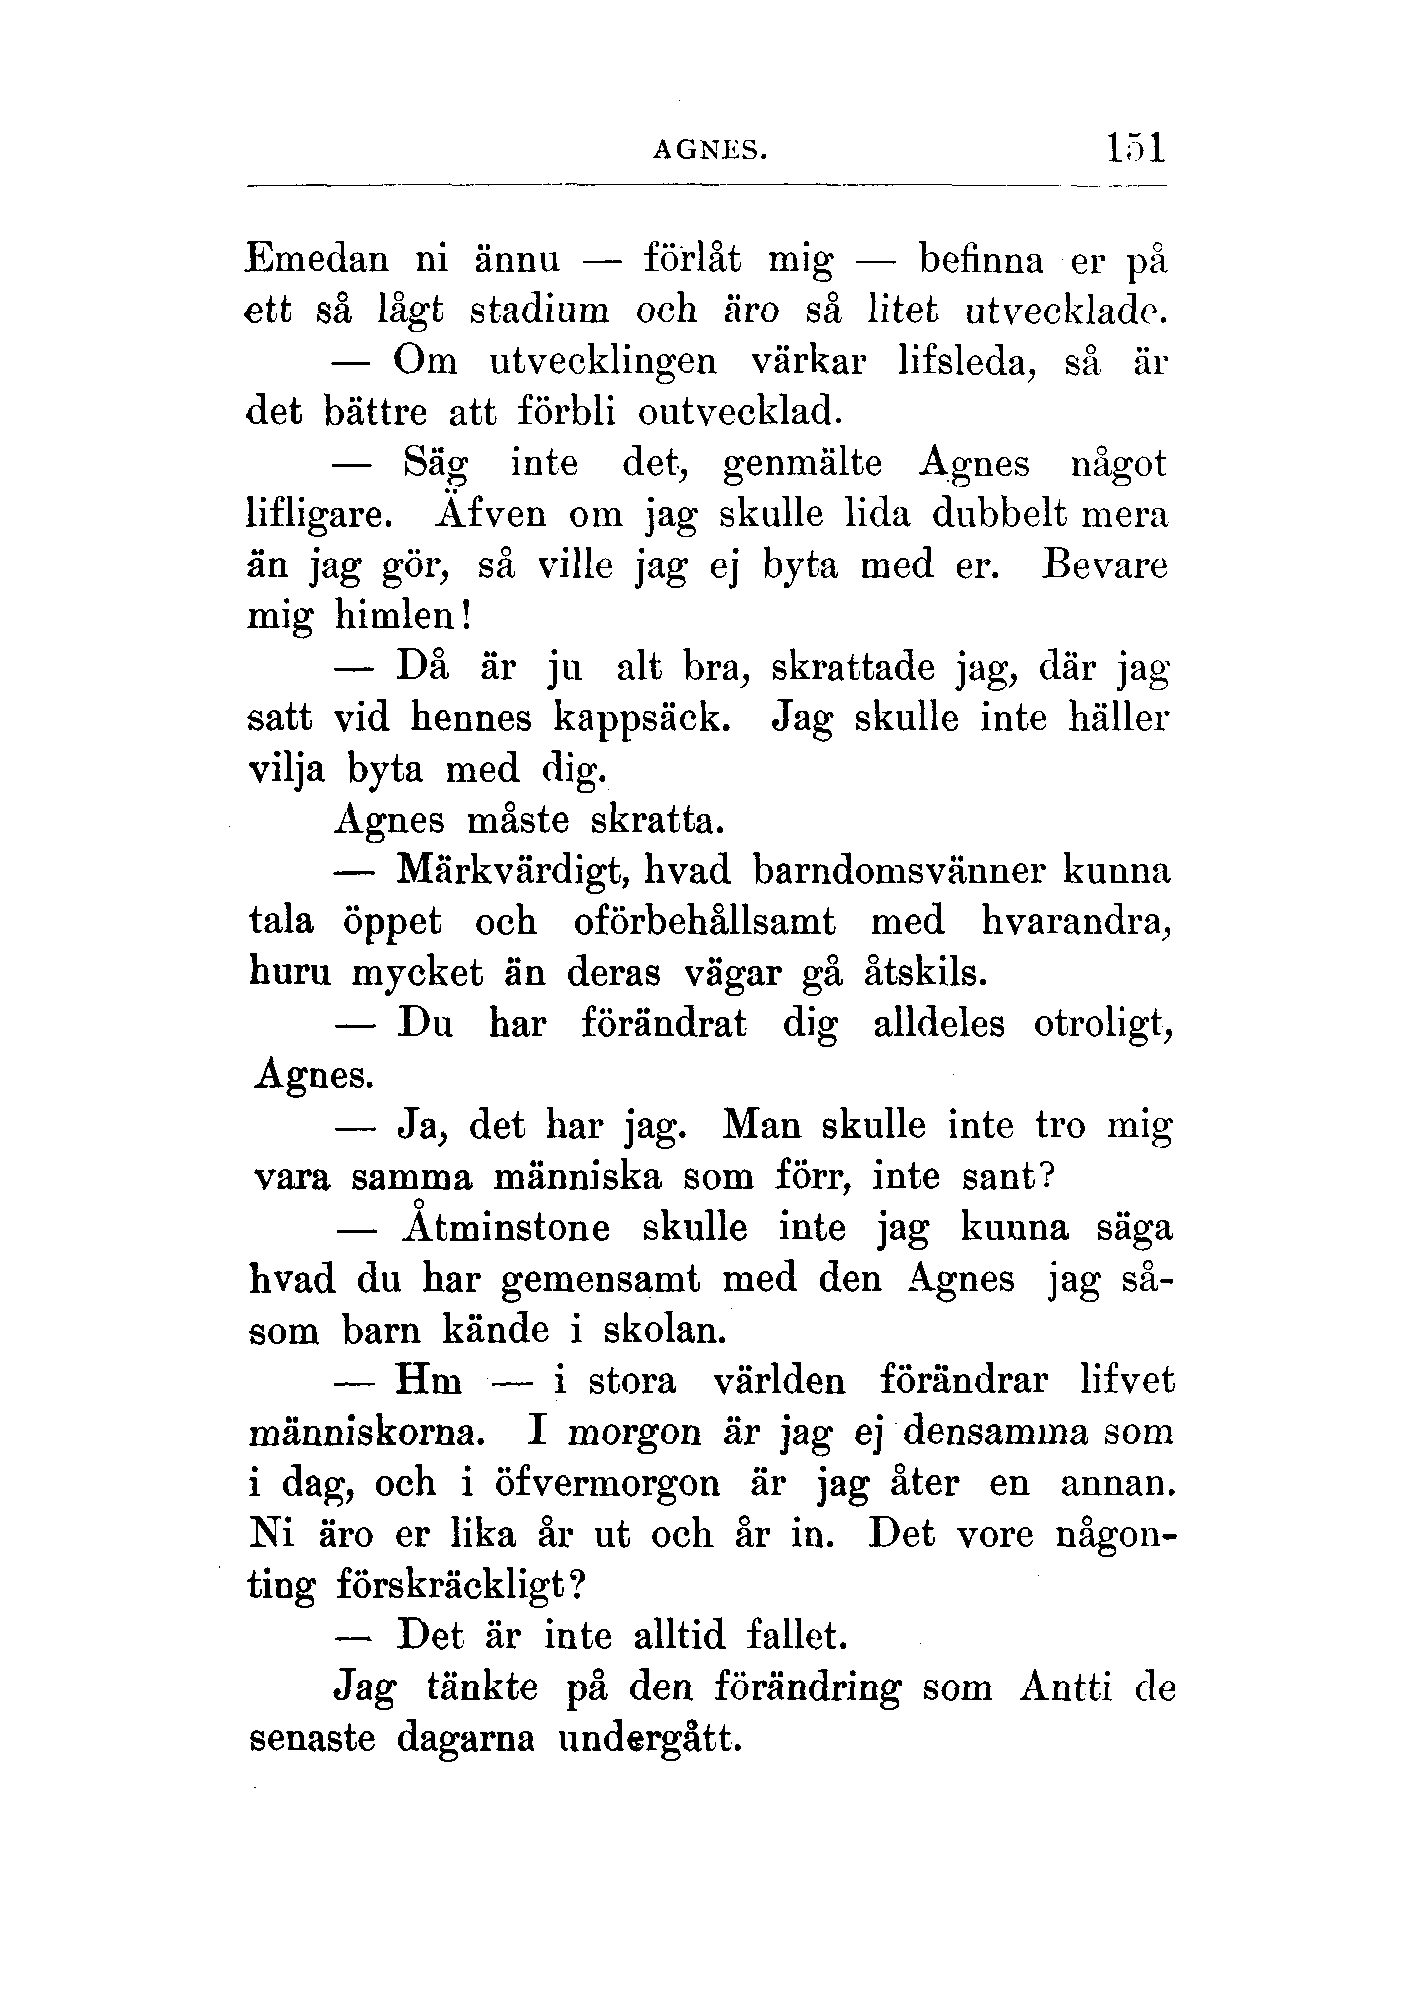 AGNES. 151
Emedan ni ännu — förlåt mig — befinna er på
ett så lågt stadium och äro så litet utvecklade.
— Om utvecklingen värkar lifsleda, så är
det bättre att förbli outvecklad.
— Säg inte det, genmälte Agnes något
lifligare. Äfven om jag skulle lida dubbelt mera
än jag gör, så ville jag ej byta med er. Bevare
mig himlen!
— Då är ju alt bra, skrattade jag, där jag
satt vid hennes kappsäck. Jag skulle inte häller
vilja byta med dig.
Agnes måste skratta.
— Märkvärdigt, hvad barndomsvänner kunna
tala öppet och oförbehållsamt med hvarandra,
huru mycket än deras vägar gå åtskils.
— Du har förändrat dig alldeles otroligt,
Agnes.
— Ja, det har jag. Man skulle inte tro mig
vara samma människa som förr, inte sant?
— Åtminstone skulle inte jag kunna säga
hvad du har gemensamt med den Agnes jag så-
som barn kände i skolan.
— Hm — i stora världen förändrar lifvet
människorna. I morgon är jag ej densamma som
i dag, och i öfvermorgon är jag åter en annan.
Ni äro er lika år ut och år in. Det vore någon-
ting förskräckligt?
— Det är inte alltid fallet.
Jag tänkte på den förändring som Antti de
senaste dagarna undergått.